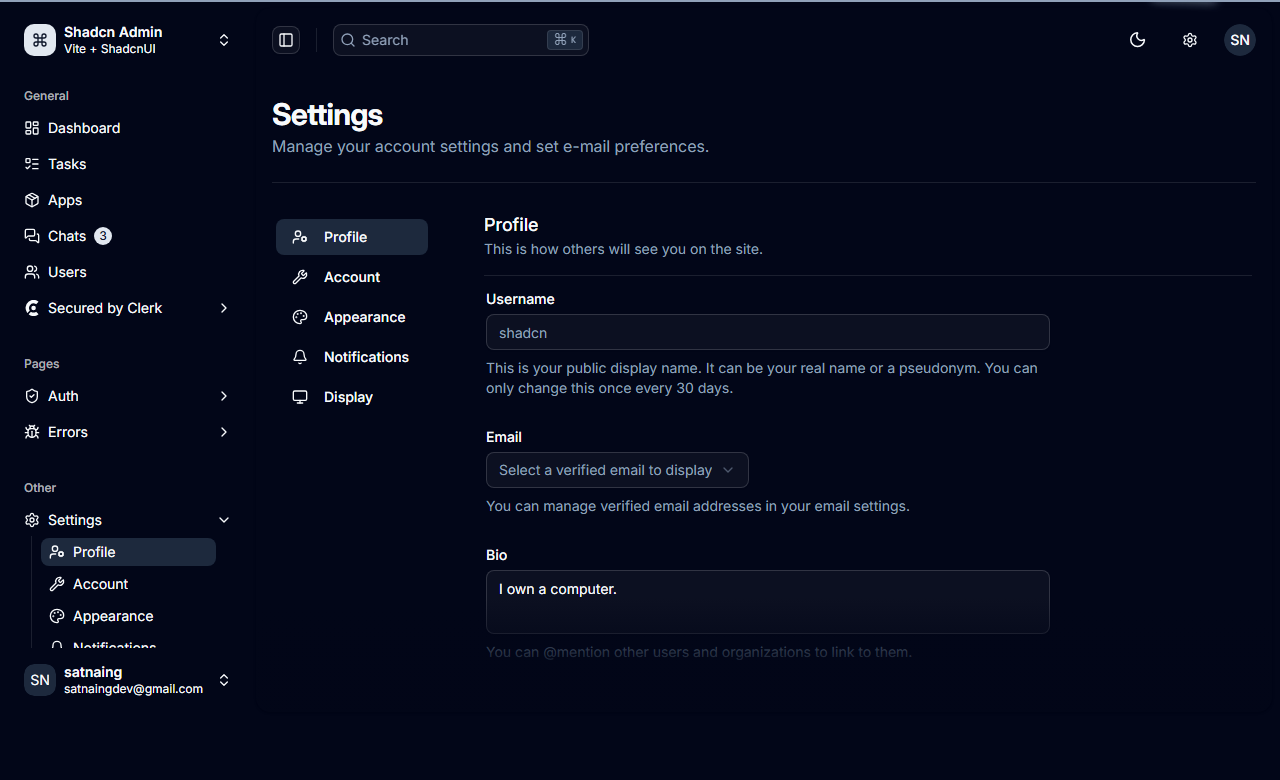 Shadcn Admin
Vite + ShadcnUI
General
Dashboard
Tasks
Apps
Chats 3
Users
Secured by Clerk
Pages
Auth
Errors
Other
Settings
Profile
Account
Appearance
Notifications
SN
satnaing
satnaingdev@gmail.com
Search ⌘ K
SN
Settings
Manage your account settings and set e-mail preferences.
Profile
Account
Appearance
Notifications
Display
Profile
This is how others will see you on the site.
Username
shadcn
This is your public display name. It can be your real name or a pseudonym. You can
only change this once every 30 days.
Email
Select a verified email to display
You can manage verified email addresses in your email settings.
Bio
I own a computer.
You can @mention other users and organizations to link to them.